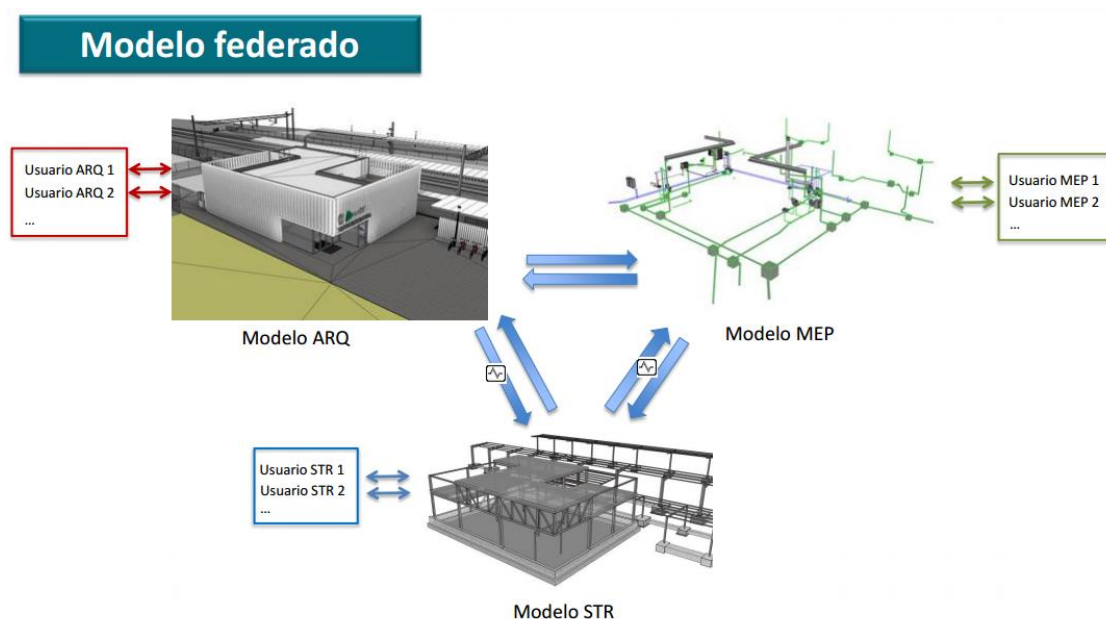 Modelo federado
Usuario ARQ 1
Usuario ARQ 2
...
Modelo ARQ
Usuario MEP 1
Usuario MEP 2
...
Modelo MEP
Usuario STR 1
Usuario STR 2
...
Modelo STR